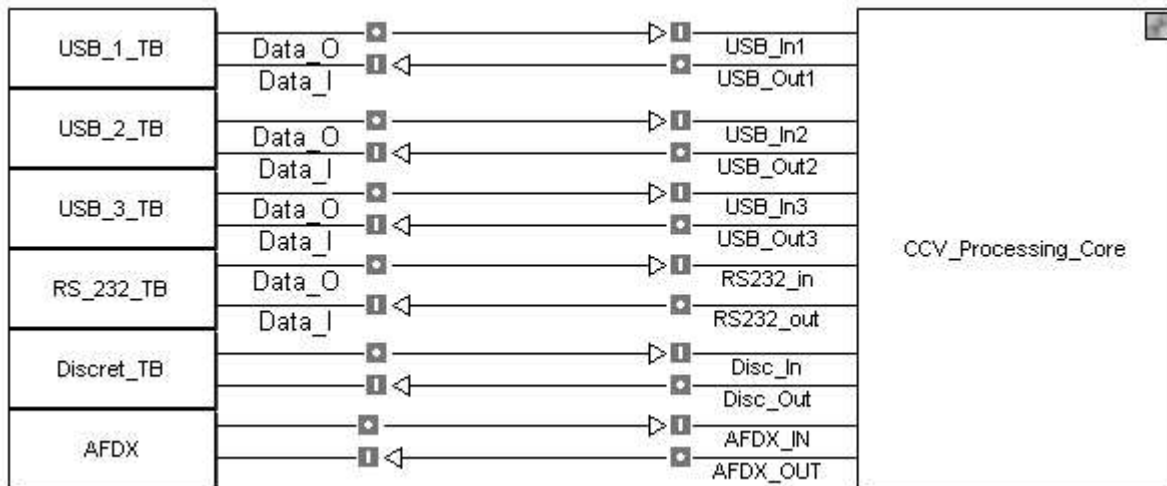 USB_1_TB
Data_O
USB_In1
Data_I
USB_Out1
USB_2_TB
Data_O
USB_In2
Data_I
USB_Out2
USB_3_TB
Data_O
USB_In3
Data_I
USB_Out3
CCV_Processing_Core
RS_232_TB
Data_O
RS232_in
Data_I
RS232_out
Discret_TB
Disc_In
Disc_Out
AFDX
AFDX_IN
AFDX_OUT